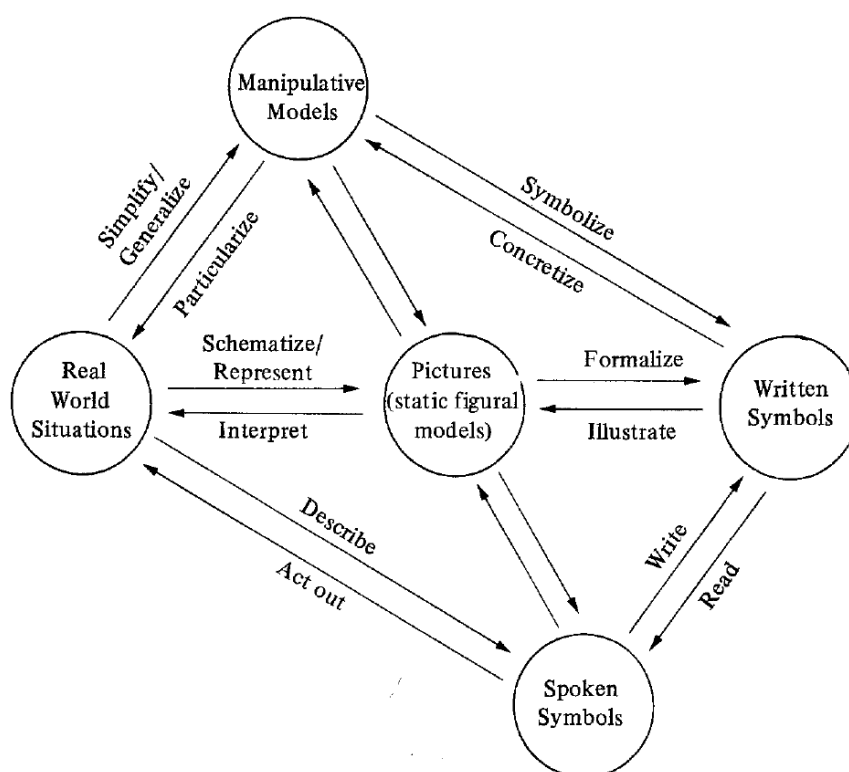 Manipulative
Models
Simplify/
Generalize
Particularize
Symbolize
Concretize
Real
World
Situations
Schematize/
Represent
Interpret
Pictures
(static figural
models)
Formalize
Illustrate
Written
Symbols
Describe
Act out
Write
Read
Spoken
Symbols